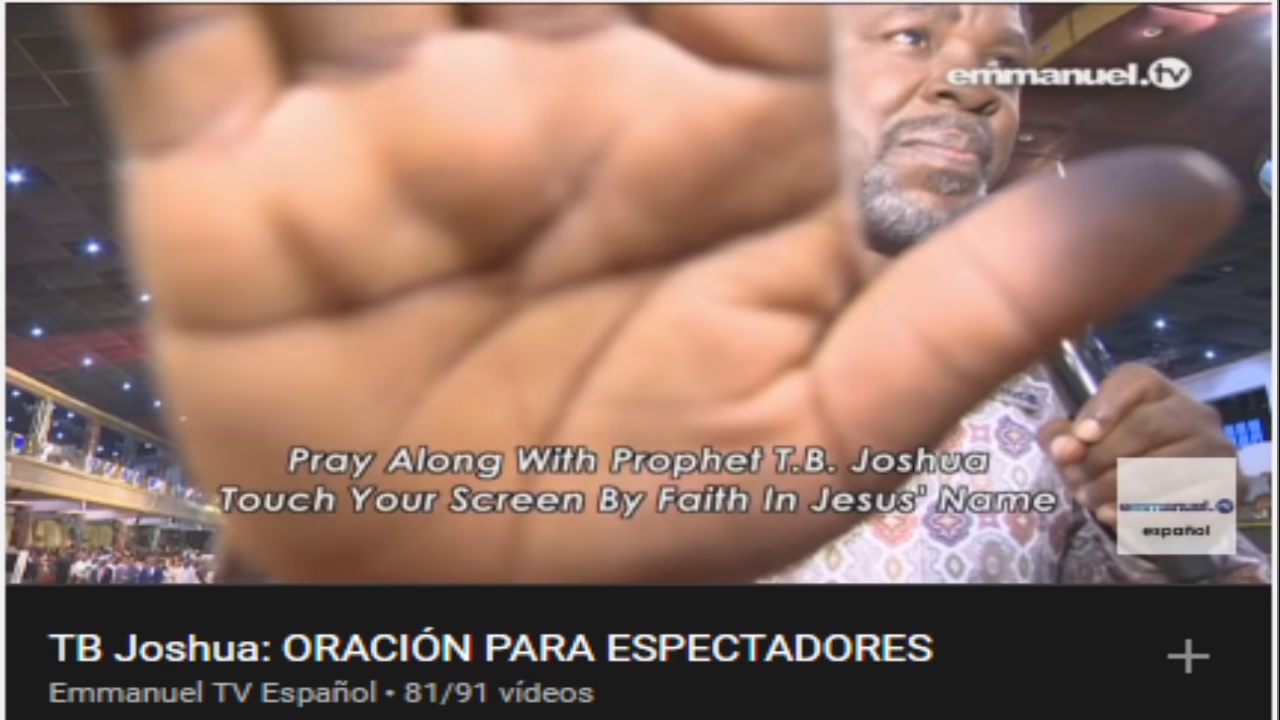 emmanuel.tv
Pray Along With Prophet T.B. Joshua
Touch Your Screen By Faith In Jesus' Name
emmanuel.tv
español
TB Joshua: ORACIÓN PARA ESPECTADORES
Emmanuel TV Español • 81/91 vídeos